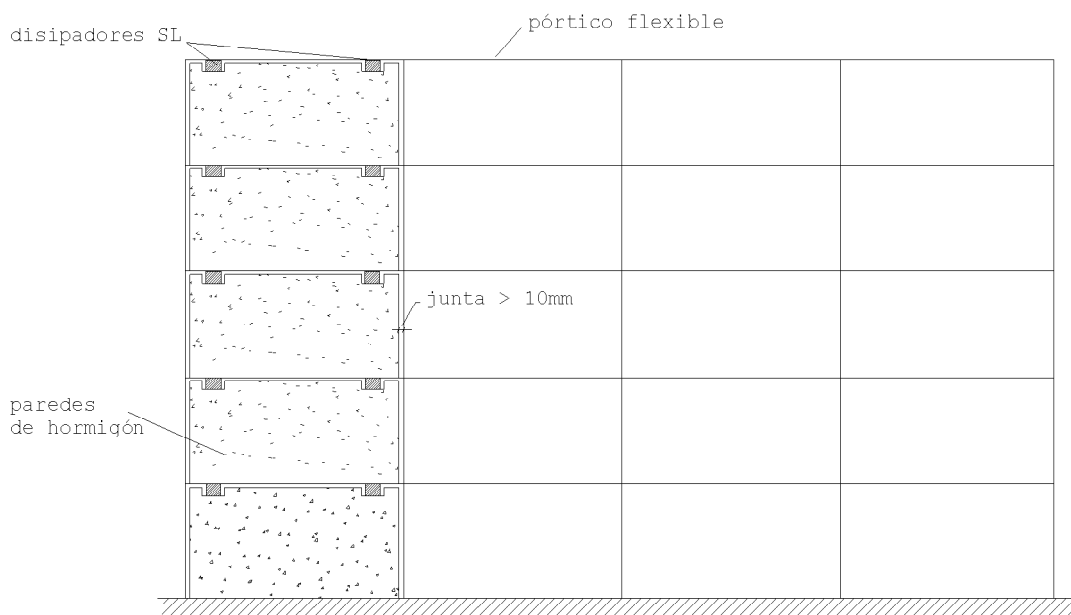 pórtico flexible
disipadores SL
junta > 10mm
paredes
de hormigón